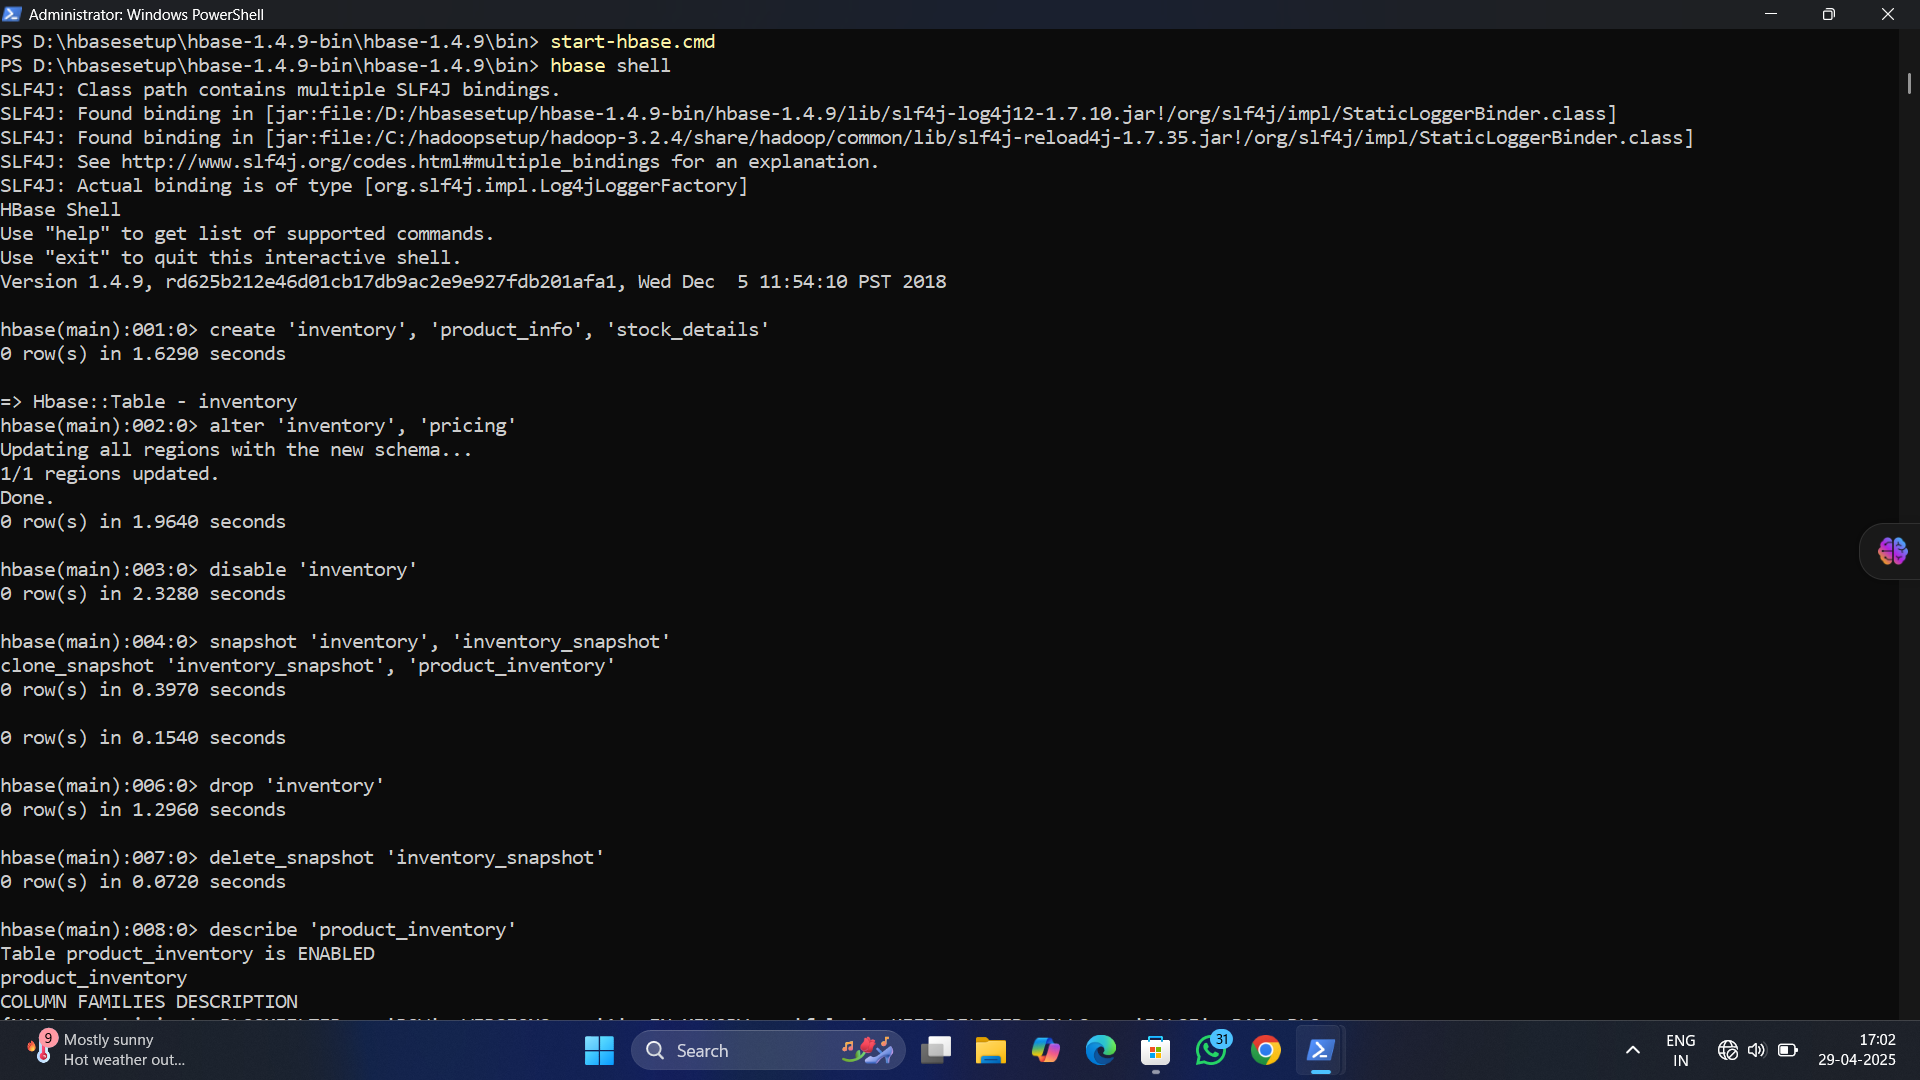 Administrator: Windows PowerShell
PS D:\hbasesetup\hbase-1.4.9-bin\hbase-1.4.9\bin> start-hbase.cmd
PS D:\hbasesetup\hbase-1.4.9-bin\hbase-1.4.9\bin> hbase shell
SLF4J: Class path contains multiple SLF4J bindings.
SLF4J: Found binding in [jar:file:/D:/hbasesetup/hbase-1.4.9-bin/hbase-1.4.9/lib/slf4j-log4j12-1.7.10.jar!/org/slf4j/impl/StaticLoggerBinder.class]
SLF4J: Found binding in [jar:file:/C:/hadoopsetup/hadoop-3.2.4/share/hadoop/common/lib/slf4j-reload4j-1.7.35.jar!/org/slf4j/impl/StaticLoggerBinder.class]
SLF4J: See http://www.slf4j.org/codes.html#multiple_bindings for an explanation.
SLF4J: Actual binding is of type [org.slf4j.impl.Log4jLoggerFactory]
HBase Shell
Use "help" to get list of supported commands.
Use "exit" to quit this interactive shell.
Version 1.4.9, rd625b212e46d01cb17db9ac2e9e927fdb201afa1, Wed Dec  5 11:54:10 PST 2018
hbase(main):001:0> create 'inventory', 'product_info', 'stock_details'
0 row(s) in 1.6290 seconds
=> Hbase::Table - inventory
hbase(main):002:0> alter 'inventory', 'pricing'
Updating all regions with the new schema...
1/1 regions updated.
Done.
0 row(s) in 1.9640 seconds
hbase(main):003:0> disable 'inventory'
0 row(s) in 2.3280 seconds
hbase(main):004:0> snapshot 'inventory', 'inventory_snapshot'
clone_snapshot 'inventory_snapshot', 'product_inventory'
0 row(s) in 0.3970 seconds
0 row(s) in 0.1540 seconds
hbase(main):006:0> drop 'inventory'
0 row(s) in 1.2960 seconds
hbase(main):007:0> delete_snapshot 'inventory_snapshot'
0 row(s) in 0.0720 seconds
hbase(main):008:0> describe 'product_inventory'
Table product_inventory is ENABLED
product_inventory
COLUMN FAMILIES DESCRIPTION
9
Mostly sunny
Hot weather out...
Search
31
ENG
IN
17:02
29-04-2025